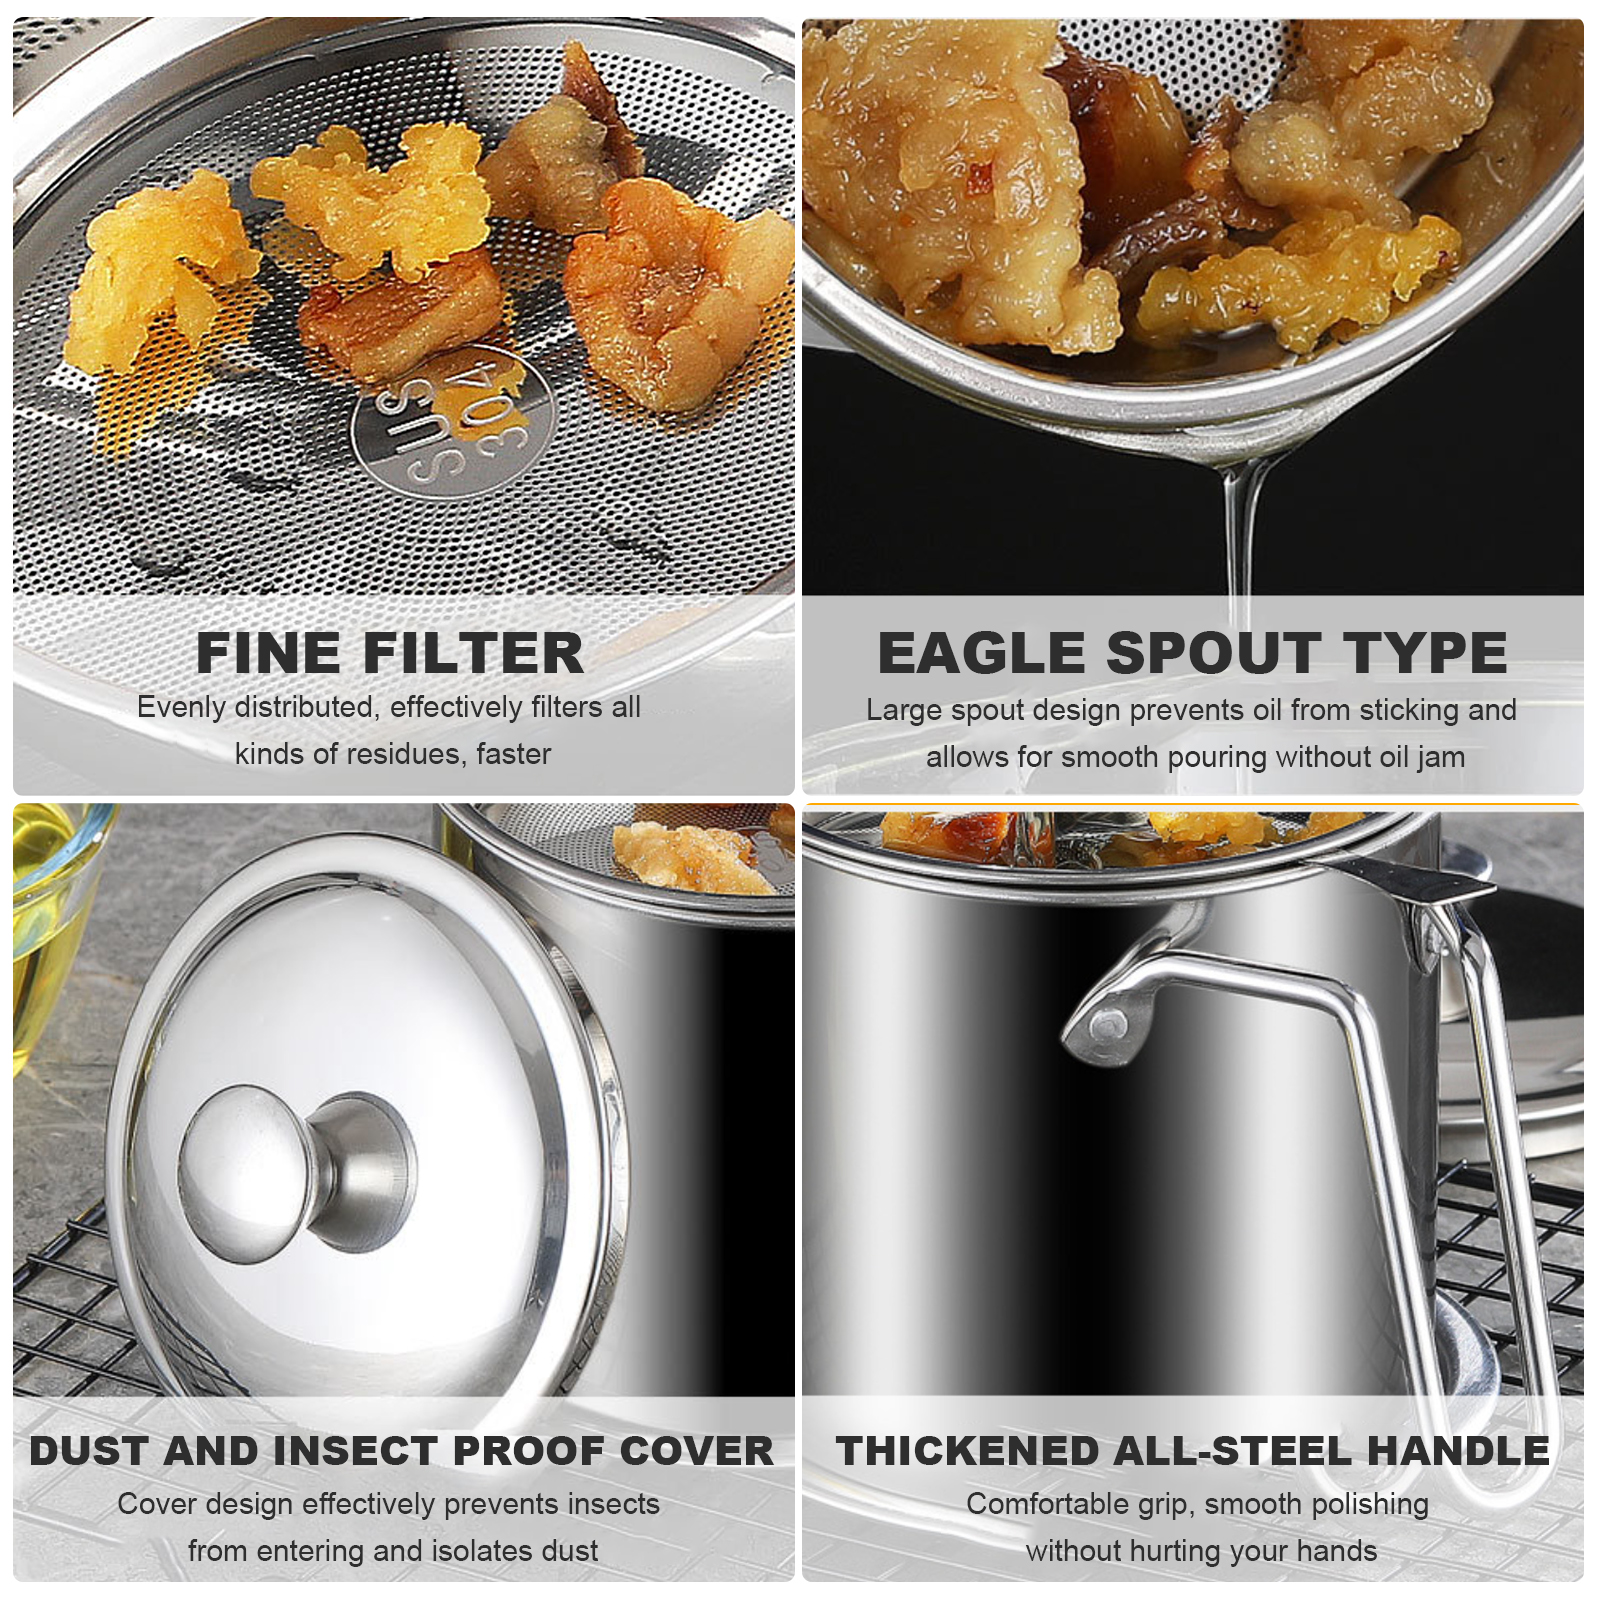 SUS
304
FINE FILTER
Evenly distributed, effectively filters all
kinds of residues, faster
EAGLE SPOUT TYPE
Large spout design prevents oil from sticking and
allows for smooth pouring without oil jam
DUST AND INSECT PROOF COVER
Cover design effectively prevents insects
from entering and isolates dust
THICKENED ALL-STEEL HANDLE
Comfortable grip, smooth polishing
without hurting your hands